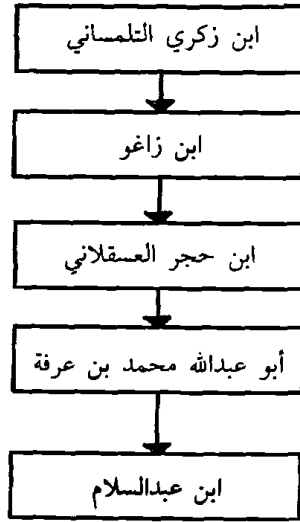 ابن زكري التلمساني
ابن زاغو
ابن حجر العسقلاني
أبو عبدالله محمد بن عرفة
ابن عبدالسلام